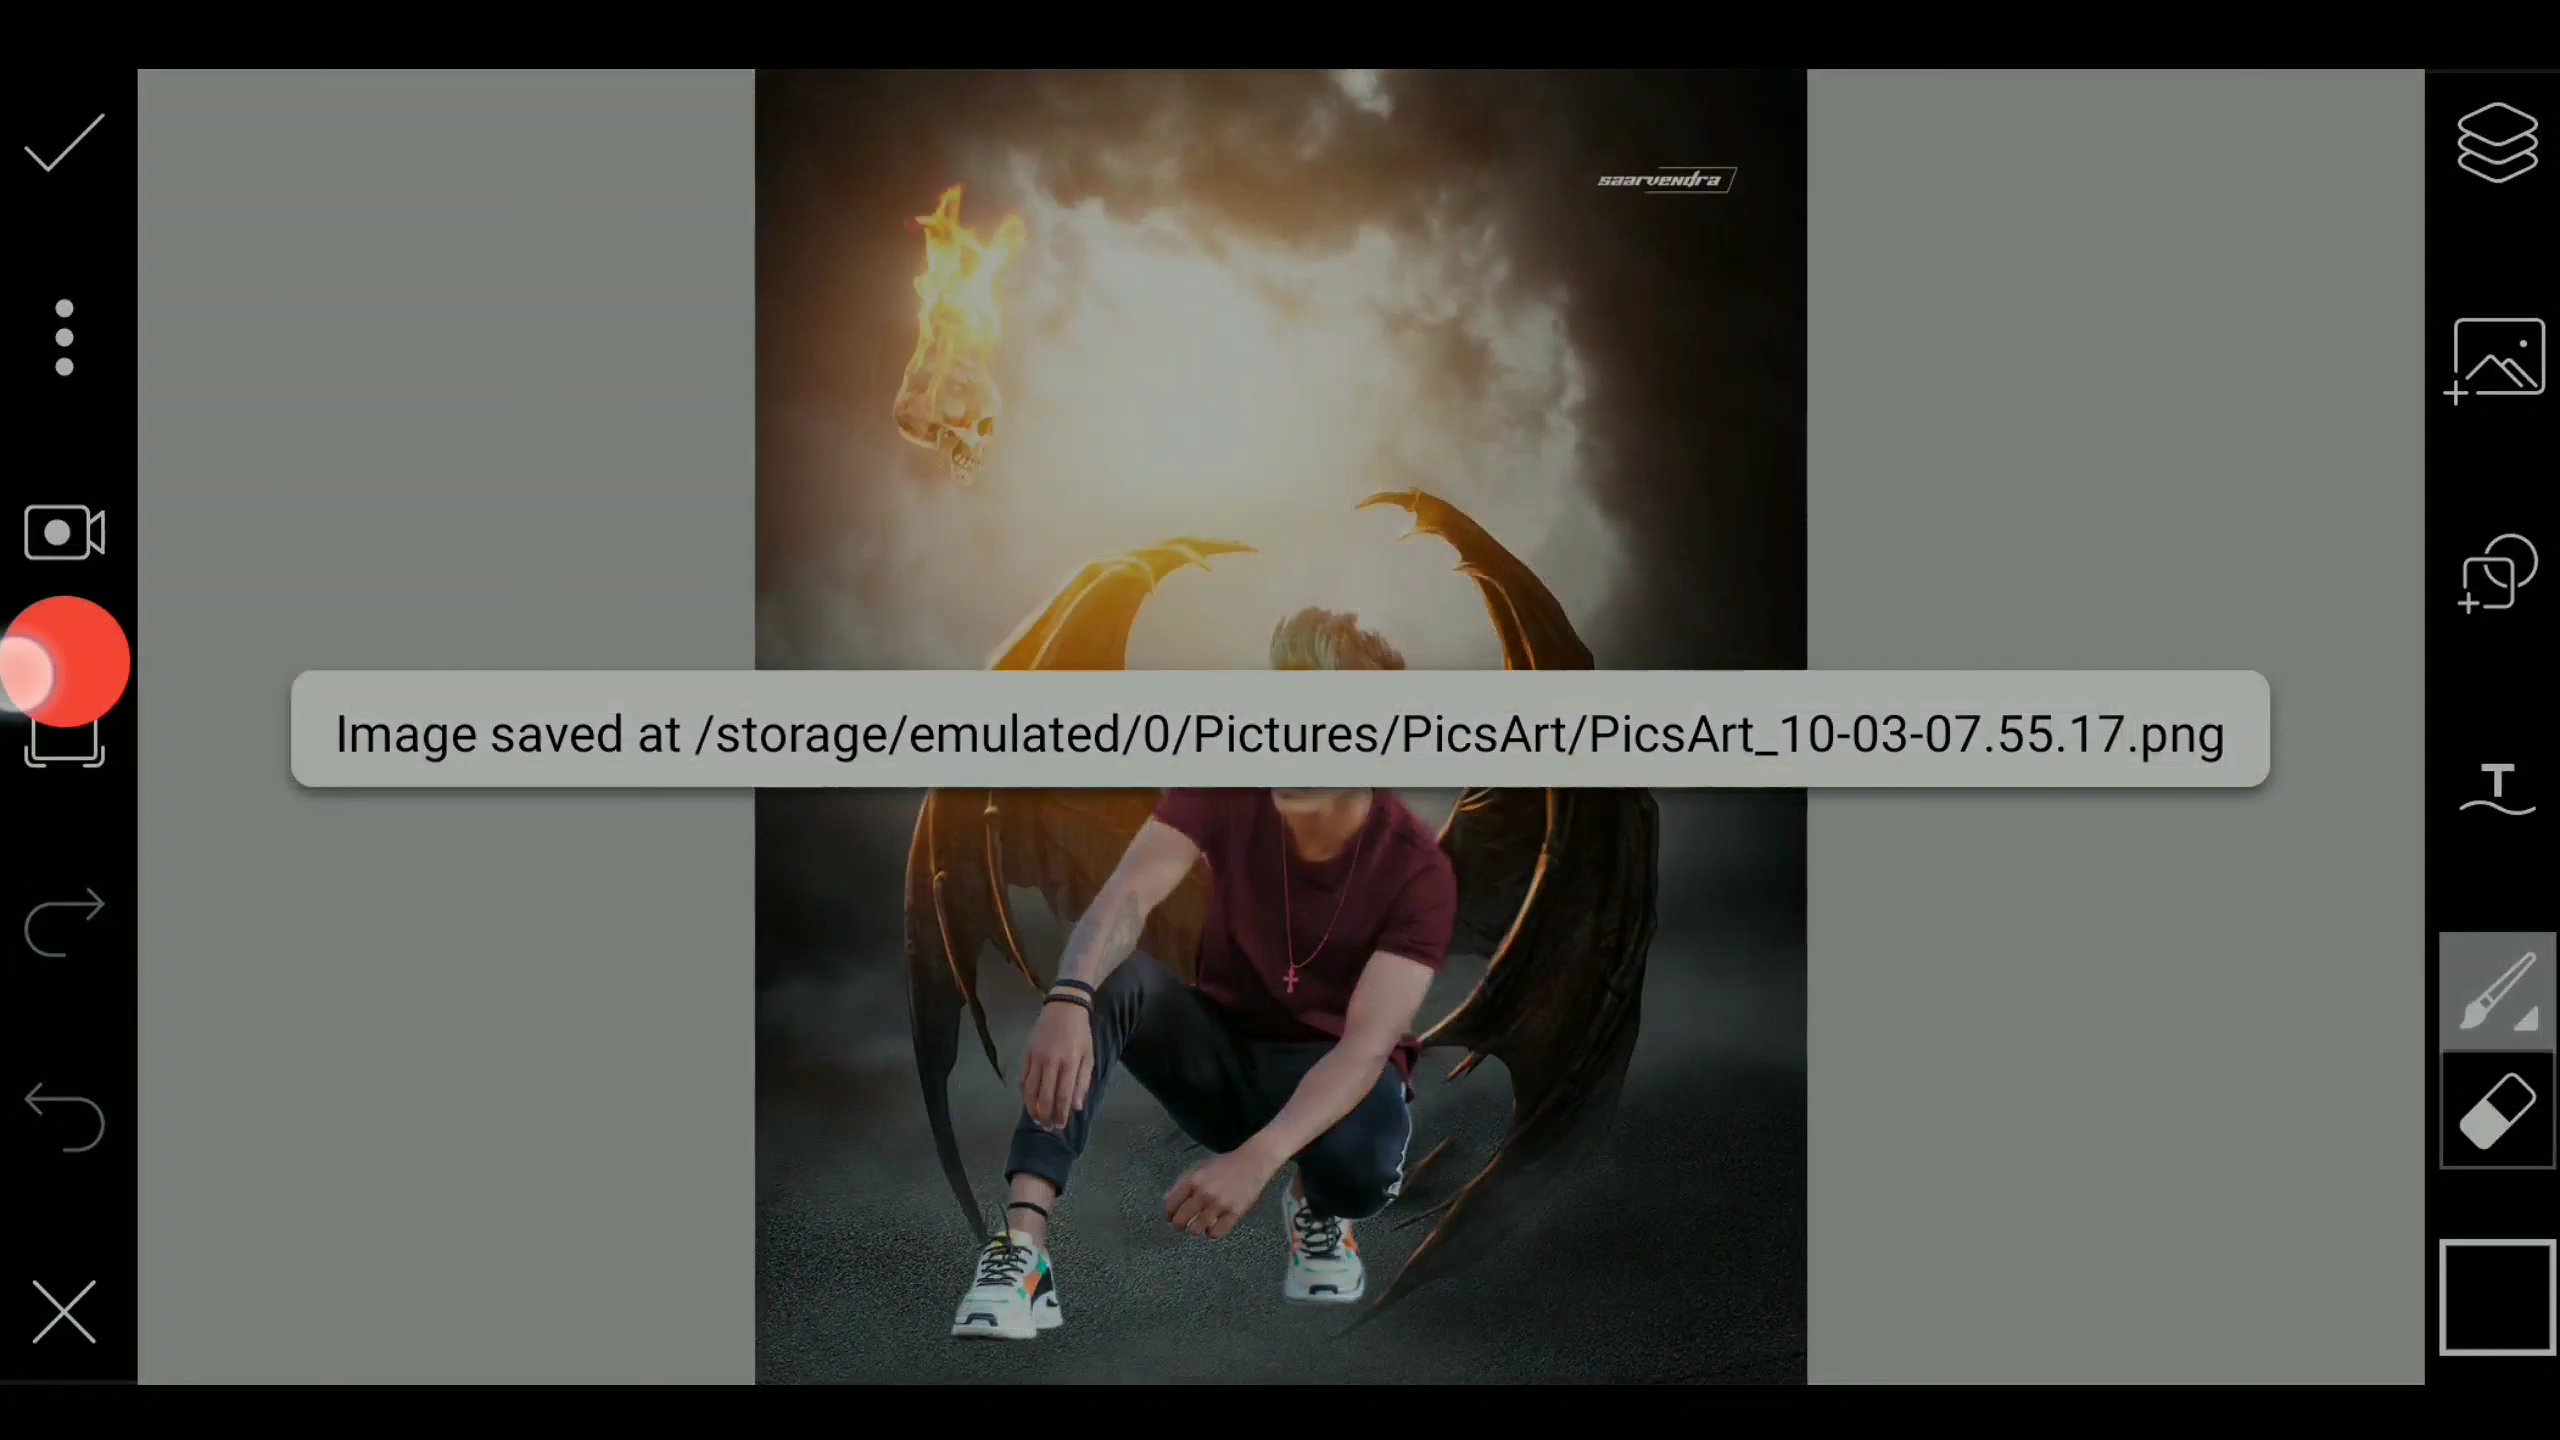 saarvendra
Image saved at /storage/emulated/0/Pictures/PicsArt/PicsArt_10-03-07.55.17.png
T